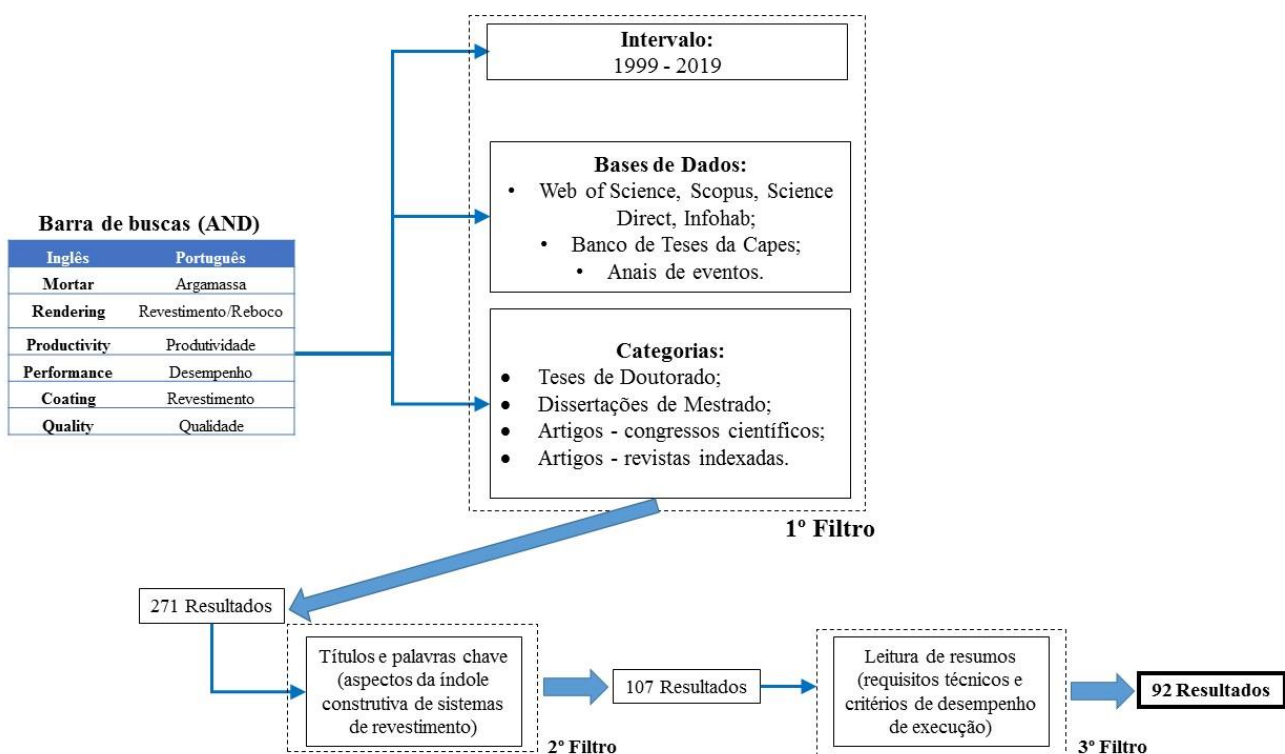 Barra de buscas (AND)
Inglês Português
Mortar Argamassa
Rendering Revestimento/Reboco
Productivity Produtividade
Performance Desempenho
Coating Revestimento
Quality Qualidade
Intervalo:
1999 - 2019
Bases de Dados:
• Web of Science, Scopus, Science
Direct, Infohab;
• Banco de Teses da Capes;
• Anais de eventos.
Categorias:
• Teses de Doutorado;
• Dissertações de Mestrado;
• Artigos - congressos científicos;
• Artigos - revistas indexadas.
1º Filtro
271 Resultados
Títulos e palavras chave
(aspectos da índole
construtiva de sistemas
de revestimento)
2º Filtro
107 Resultados
Leitura de resumos
(requisitos técnicos e
critérios de desempenho
de execução)
3º Filtro
92 Resultados